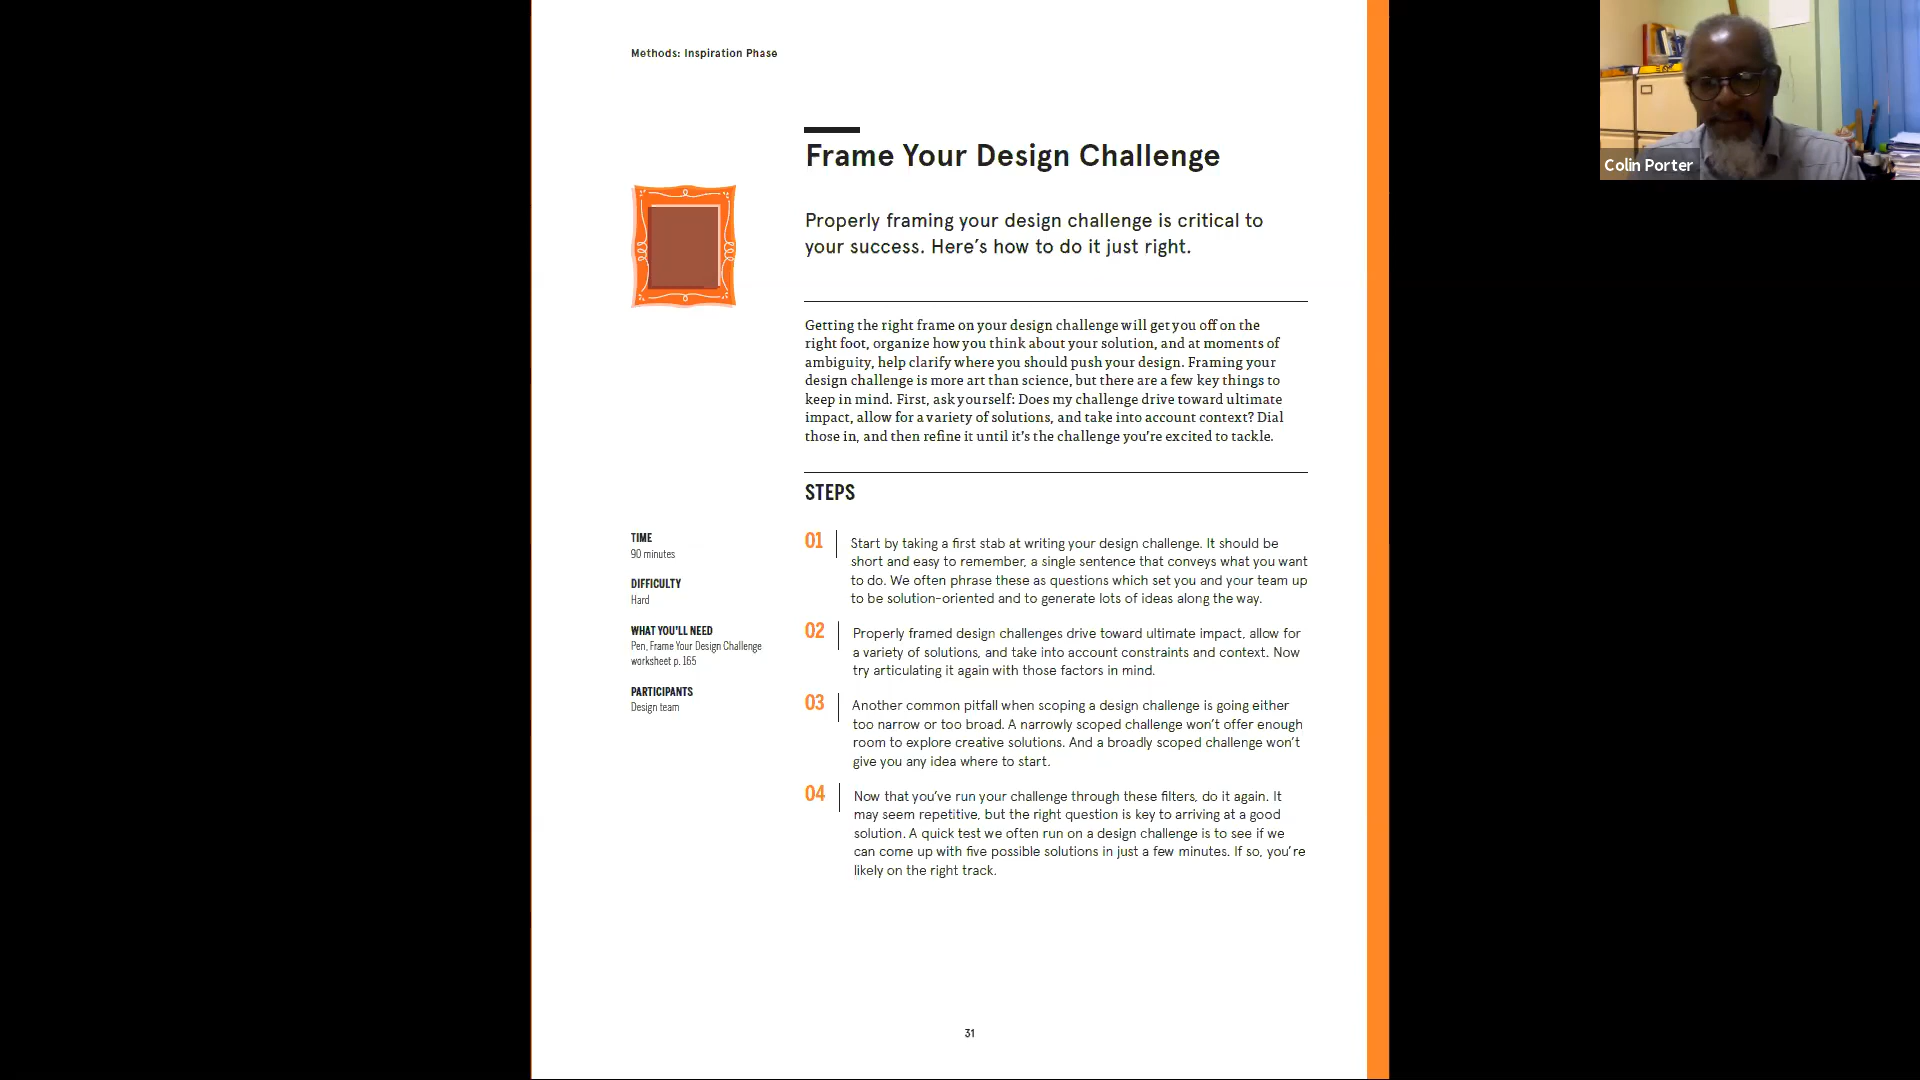 Methods: Inspiration Phase
Colin Porter
Frame Your Design Challenge
Properly framing your design challenge is critical to
your success. Here's how to do it just right.
Getting the right frame on your design challenge will get you off on the
right foot, organize how you think about your solution, and at moments of
ambiguity, help clarify where you should push your design. Framing your
design challenge is more art than science, but there are a few key things to
keep in mind. First, ask yourself: Does my challenge drive toward ultimate
impact, allow for a variety of solutions, and take into account context? Dial
those in, and then refine it until it's the challenge you're excited to tackle.
STEPS
TIME
90 minutes
DIFFICULTY
Hard
WHAT YOU'LL NEED
Pen, Frame Your Design Challenge
worksheet p. 165
PARTICIPANTS
Design team
01
Start by taking a first stab at writing your design challenge. It should be
short and easy to remember, a single sentence that conveys what you want
to do. We often phrase these as questions which set you and your team up
to be solution-oriented and to generate lots of ideas along the way.
02
Properly framed design challenges drive toward ultimate impact, allow for
a variety of solutions, and take into account constraints and context. Now
try articulating it again with those factors in mind.
03
Another common pitfall when scoping a design challenge is going either
too narrow or too broad. A narrowly scoped challenge won't offer enough
room to explore creative solutions. And a broadly scoped challenge won't
give you any idea where to start.
04
Now that you've run your challenge through these filters, do it again. It
may seem repetitive, but the right question is key to arriving at a good
solution. A quick test we often run on a design challenge is to see if we
can come up with five possible solutions in just a few minutes. If so, you're
likely on the right track.
31